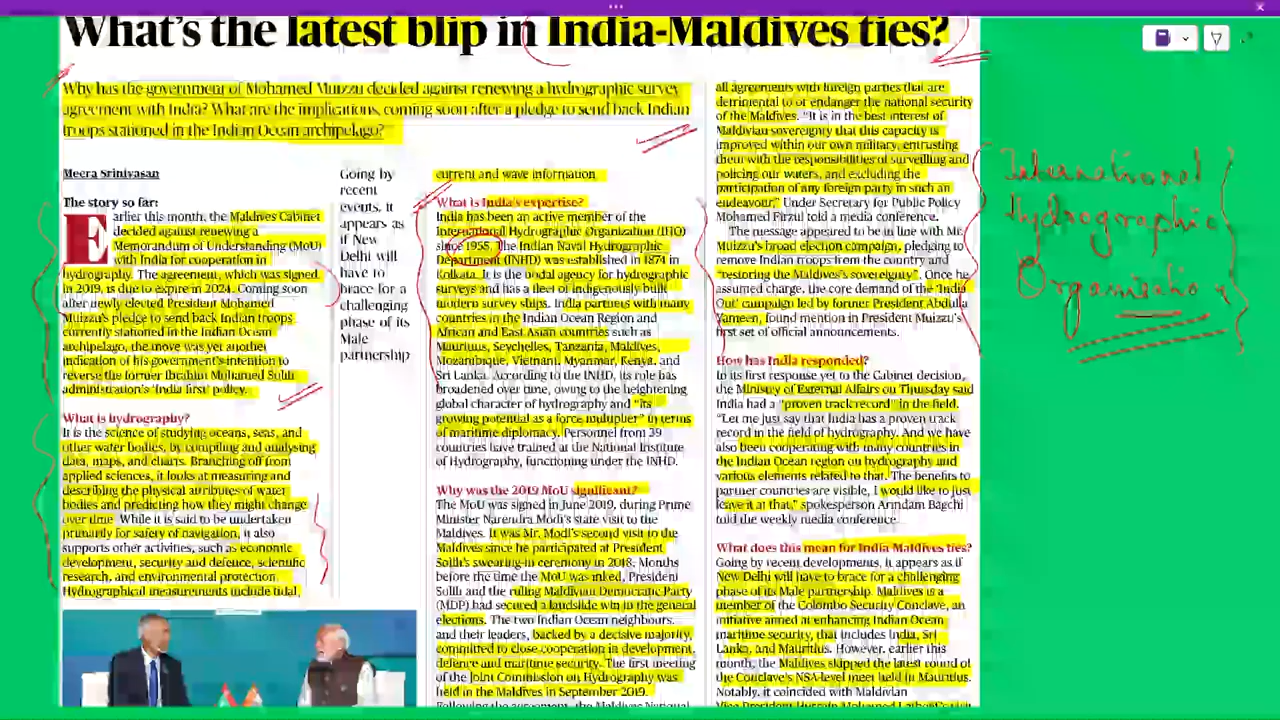 What's the latest blip in India-Maldives ties?
Why has the government of Mohamed Muizzu decided against renewing a hydrographic survey
agreement with India? What are the implications, coming soon after a pledge to send back Indian
troops stationed in the Indian Ocean archipelago?
Meera Srinivasan
The story so far:
Earlier this month, the Maldives Cabinet
decided against renewing a
Memorandum of Understanding (MoU)
with India for cooperation in
hydrography. The agreement, which was signed
in 2019, is due to expire in 2024. Coming soon
after newly elected President Mohamed
Muizzu's pledge to send back Indian troops
currently stationed in the Indian Ocean
archipelago, the move was yet another
indication of his government's intention to
reverse the former Ibrahim Mohamed Solih
administration's 'India first' policy.
What is hydrography?
It is the science of studying oceans, seas, and
other water bodies, by compiling and analysing
data, maps, and charts. Branching off from
applied sciences, it looks at measuring and
describing the physical attributes of water
bodies and predicting how they might change
over time. While it is said to be undertaken
primarily for safety of navigation, it also
supports other activities, such as economic
development, security and defence, scientific
research, and environmental protection.
Hydrographical measurements include tidal,
Going by
recent
events, it
appears as
if New
Delhi will
have to
brace for a
challenging
phase of its
Male
partnership
current and wave information.
What is India's expertise?
India has been an active member of the
International Hydrographic Organization (IHO)
since 1955. The Indian Naval Hydrographic
Department (INHD) was established in 1874 in
Kolkata. It is the nodal agency for hydrographic
surveys and has a fleet of indigenously built
modern survey ships. India partners with many
countries in the Indian Ocean Region and
African and East Asian countries such as
Mauritius, Seychelles, Tanzania, Maldives,
Mozambique, Vietnam, Myanmar, Kenya, and
Sri Lanka. According to the INHD, its role has
broadened over time, owing to the heightening
global character of hydrography and "its
growing potential as a force multiplier" in terms
of maritime diplomacy. Personnel from 39
countries have trained at the National Institute
of Hydrography, functioning under the INHD.
Why was the 2019 MoU significant?
The MoU was signed in June 2019, during Prime
Minister Narendra Modi's state visit to the
Maldives. It was Mr. Modi's second visit to the
Maldives since he participated at President
Solih's swearing-in ceremony in 2018. Months
before the time the MoU was inked, President
Solih and the ruling Maldivian Democratic Party
(MDP) had secured a landslide win in the general
elections. The two Indian Ocean neighbours,
and their leaders, backed by a decisive majority,
committed to close cooperation in development,
defence and maritime security. The first meeting
of the Joint Commission on Hydrography was
held in the Maldives in September 2019.
Following the agreement, the Maldives National
all agreements with foreign parties that are
detrimental to or endanger the national security
of the Maldives. "It is in the best interest of
Maldivian sovereignty that this capacity is
improved within our own military, entrusting
them with the responsibilities of surveilling and
policing our waters, and excluding the
participation of any foreign party in such an
endeavour," Under Secretary for Public Policy
Mohamed Firzul told a media conference.
The message appeared to be in line with Mr.
Muizzu's broad election campaign, pledging to
remove Indian troops from the country and
"restoring the Maldives's sovereignty". Once he
assumed charge, the core demand of the 'India
Out' campaign led by former President Abdulla
Yameen, found mention in President Muizzu's
first set of official announcements.
How has India responded?
In its first response yet to the Cabinet decision,
the Ministry of External Affairs on Thursday said
India had a "proven track record" in the field.
"Let me just say that India has a proven track
record in the field of hydrography. And we have
also been cooperating with many countries in
the Indian Ocean region on hydrography and
various elements related to that. The benefits to
partner countries are visible, I would like to just
leave it at that," spokesperson Arindam Bagchi
told the weekly media conference.
What does this mean for India Maldives ties?
Going by recent developments, it appears as if
New Delhi will have to brace for a challenging
phase of its Male partnership. Maldives is a
member of the Colombo Security Conclave, an
initiative aimed at enhancing Indian Ocean
maritime security, that includes India, Sri
Lanka, and Mauritius. However, earlier this
month, the Maldives skipped the latest round of
the Conclave's NSA-level meet held in Mauritius.
Notably, it coincided with Maldivian
Vice President Hussain Mohamed Latheef's visit
International
Hydrographic
Organisation